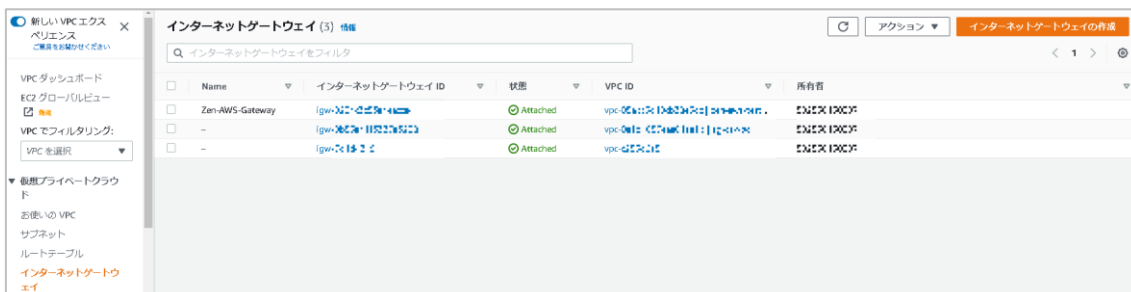 新しい VPC エクス
ペリエンス
ご意見をお聞かせください
VPC ダッシュボード
EC2 グローバルビュー
VPC でフィルタリング:
VPC を選択
仮想プライベートクラウ
ド
お使いの VPC
サブネット
ルートテーブル
インターネットゲートウ
ェイ
インターネットゲートウェイ (3) 情報
アクション
インターネットゲートウェイの作成
インターネットゲートウェイをフィルタ
1
Name インターネットゲートウェイ ID 状態 VPC ID 所有者
Zen-AWS-Gateway igw- Attached vpc-
– igw- Attached vpc-
– igw- Attached vpc-